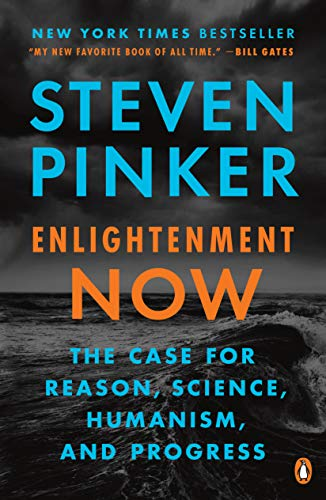 NEW YORK TIMES BESTSELLER
"MY NEW FAVORITE BOOK OF ALL TIME." —BILL GATES
STEVEN
PINKER
ENLIGHTENMENT
NOW
THE CASE FOR
REASON, SCIENCE,
HUMANISM,
AND PROGRESS